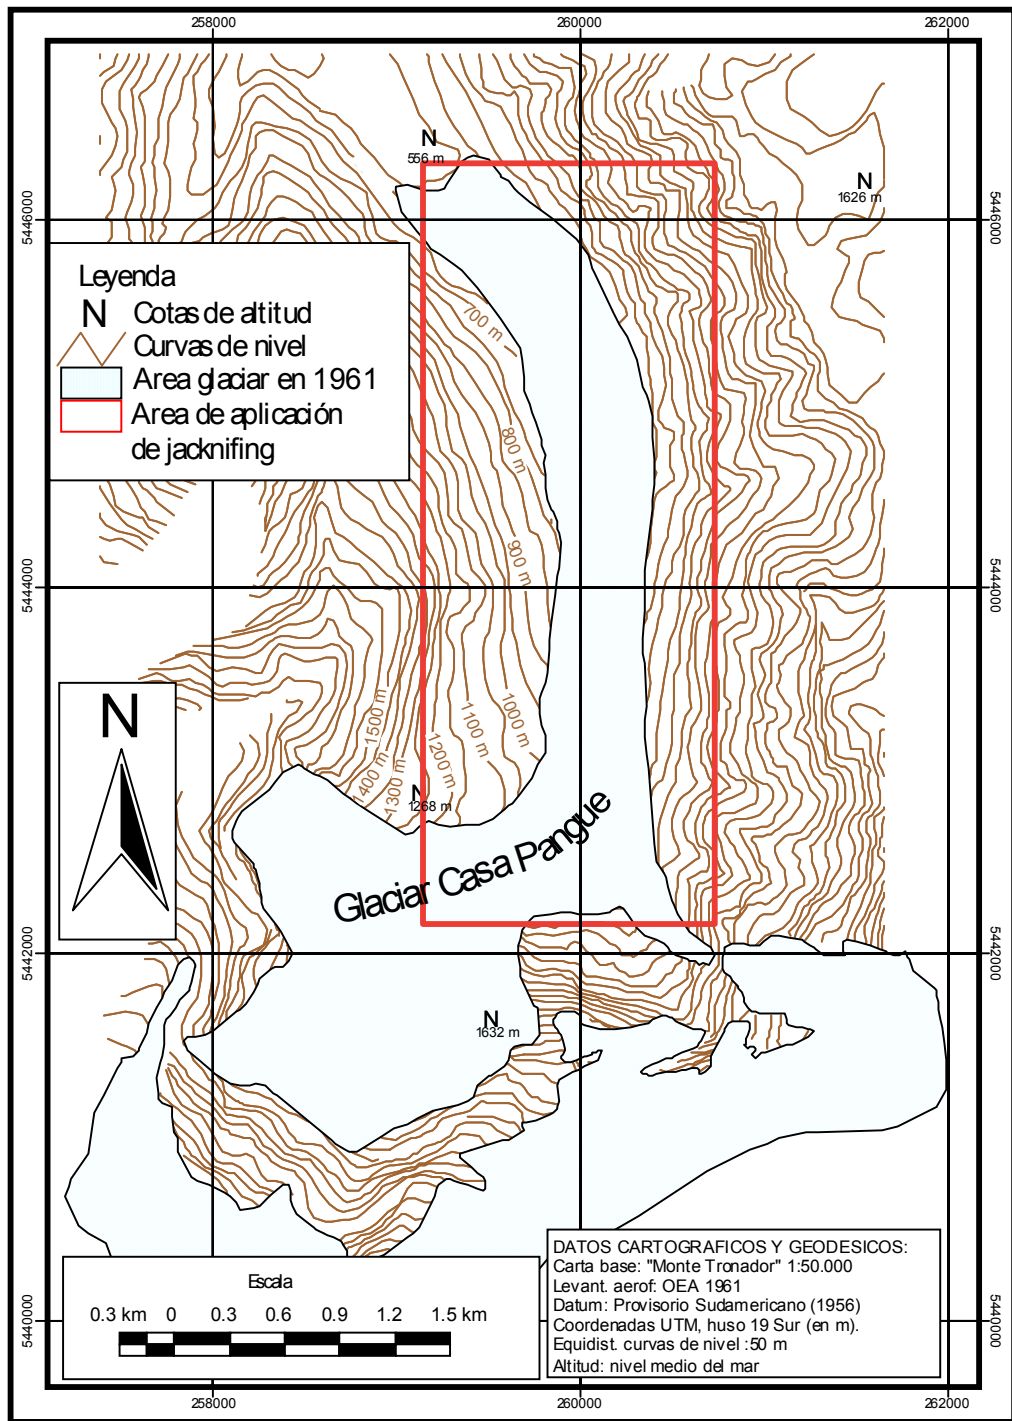 258000
260000
262000
N
556 m
N
1626 m
5446000
5446000
Leyenda
N Cotas de altitud
Curvas de nivel
Area glaciar en 1961
Area de aplicación
de jacknifing
700 m
800 m
900 m
5444000
5444000
1000 m
1100 m
1200 m
1300 m
1400 m
1500 m
N
N
1268 m
Glaciar Casa Pangue
5442000
5442000
N
1632 m
Escala
0.3 km 0 0.3 0.6 0.9 1.2 1.5 km
DATOS CARTOGRAFICOS Y GEODESICOS:
Carta base: "Monte Tronador" 1:50.000
Levant. aerof: OEA 1961
Datum: Provisorio Sudamericano (1956)
Coordenadas UTM, huso 19 Sur (en m).
Equidist. curvas de nivel :50 m
Altitud: nivel medio del mar
5440000
5440000
258000
260000
262000